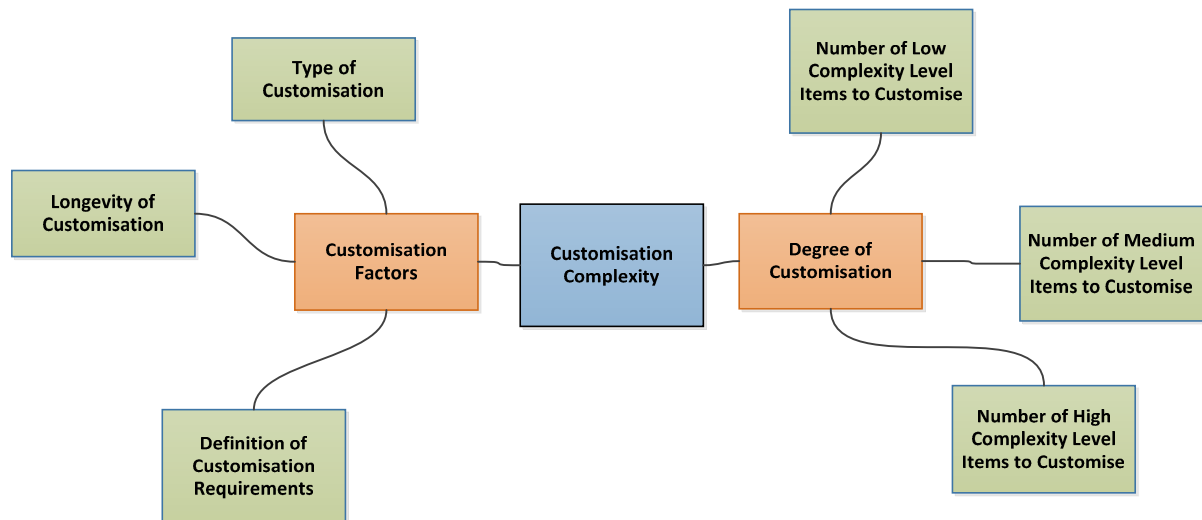 Type of
Customisation
Number of Low
Complexity Level
Items to Customise
Longevity of
Customisation
Customisation
Factors
Customisation
Complexity
Degree of
Customisation
Number of Medium
Complexity Level
Items to Customise
Definition of
Customisation
Requirements
Number of High
Complexity Level
Items to Customise